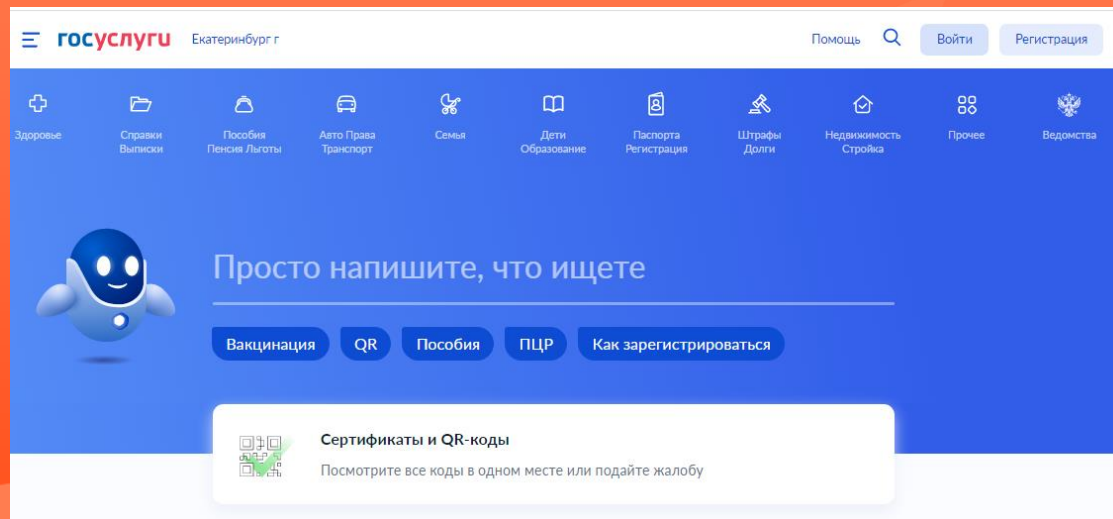 госуслуги Екатеринбург г Помощь Войти Регистрация
Здоровье Справки Пособия Авто Права Семья Дети Паспорта Штрафы Недвижимость Прочее Ведомства
Выписки Пенсия Льготы Транспорт Образование Регистрация Долги Стройка
Просто напишите, что ищете
Вакцинация QR Пособия ПЦР Как зарегистрироваться
Сертификаты и QR-коды
Посмотрите все коды в одном месте или подайте жалобу